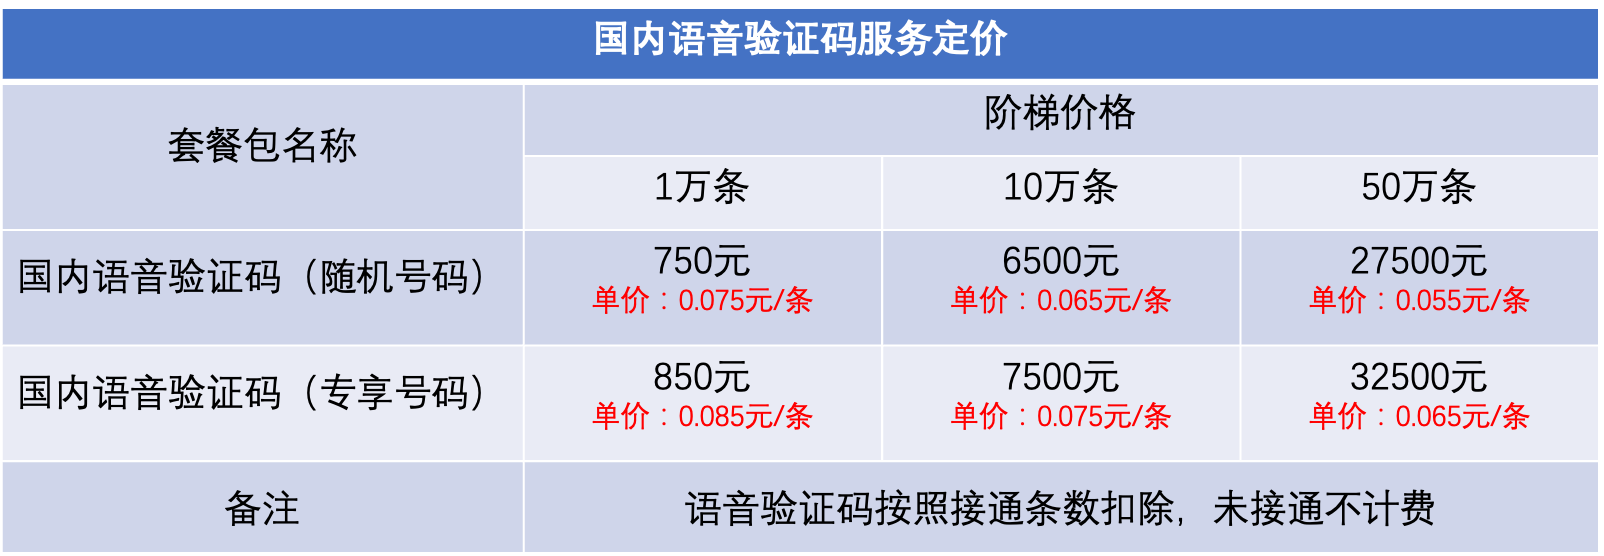 国内语音验证码服务定价
套餐包名称
阶梯价格
1万条
10万条
50万条
国内语音验证码（随机号码）
750元
单价：0.075元/条
6500元
单价：0.065元/条
27500元
单价：0.055元/条
国内语音验证码（专享号码）
850元
单价：0.085元/条
7500元
单价：0.075元/条
32500元
单价：0.065元/条
备注
语音验证码按照接通条数扣除，未接通不计费